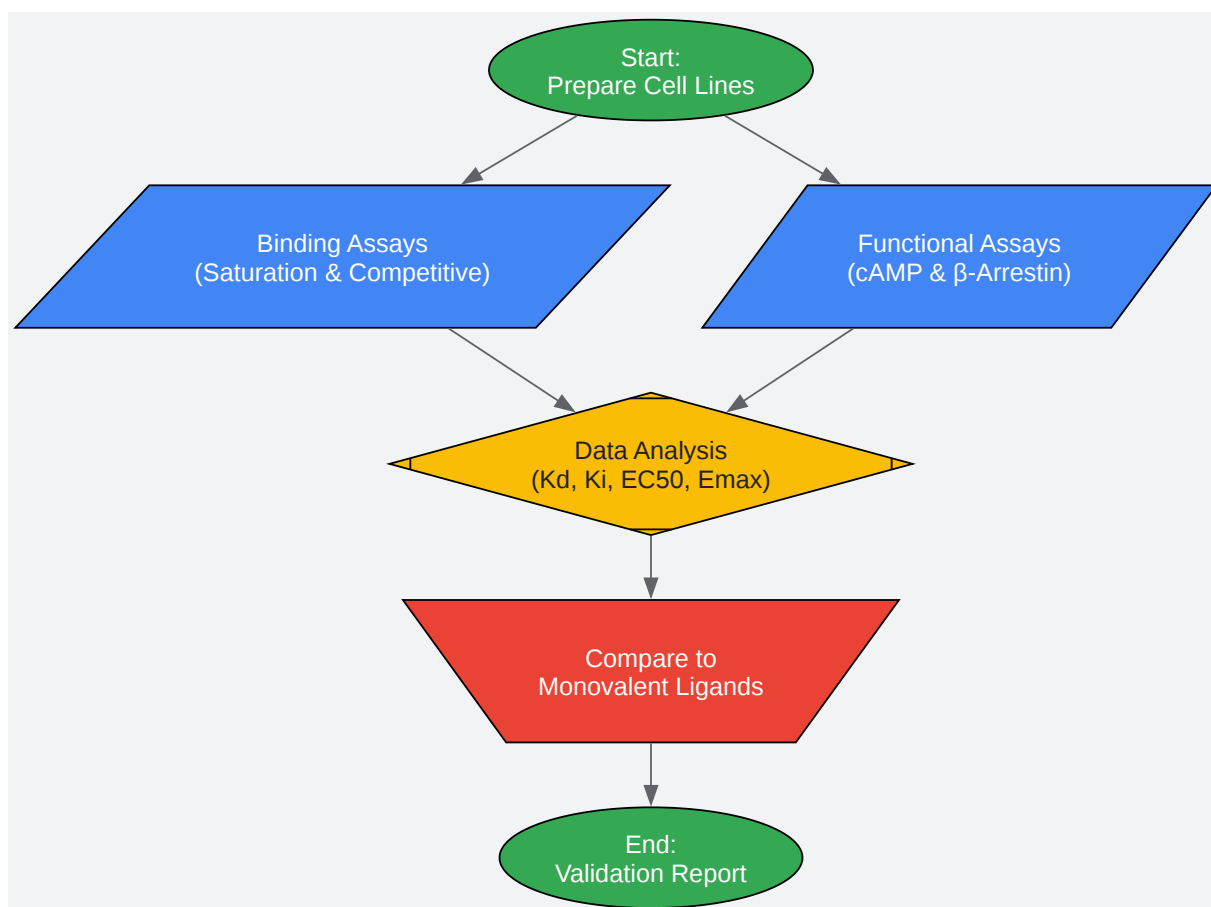 Start:
Prepare Cell Lines
Binding Assays
(Saturation & Competitive)
Functional Assays
(cAMP & β-Arrestin)
Data Analysis
(Kd, Ki, EC50, Emax)
Compare to
Monovalent Ligands
End:
Validation Report